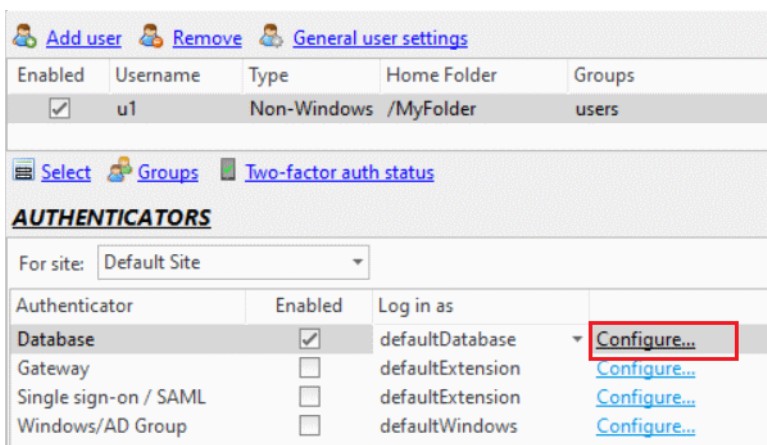 Add user Remove General user settings
Enabled Username Type Home Folder Groups
u1 Non-Windows /MyFolder users
Select Groups Two-factor auth status
AUTHENTICATORS
For site: Default Site
Authenticator Enabled Log in as
Database defaultDatabase Configure...
Gateway defaultExtension Configure...
Single sign-on / SAML defaultExtension Configure...
Windows/AD Group defaultWindows Configure...